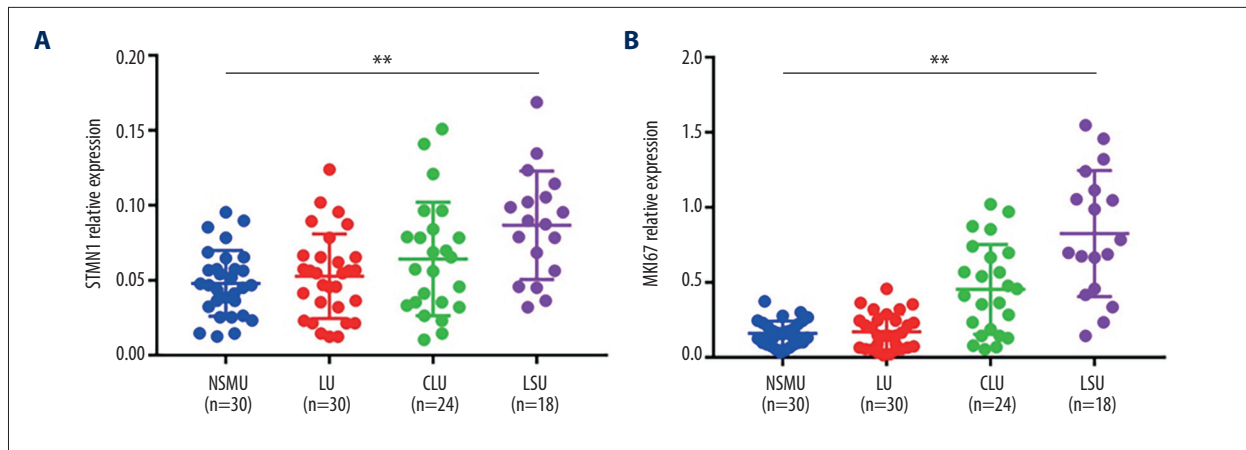 A
STMN1 relative expression
0.20
0.15
0.10
0.05
0.00
**
NSMU LU CLU LSU
(n=30) (n=30) (n=24) (n=18)
B
MKI67 relative expression
2.0
1.5
1.0
0.5
0.0
**
NSMU LU CLU LSU
(n=30) (n=30) (n=24) (n=18)